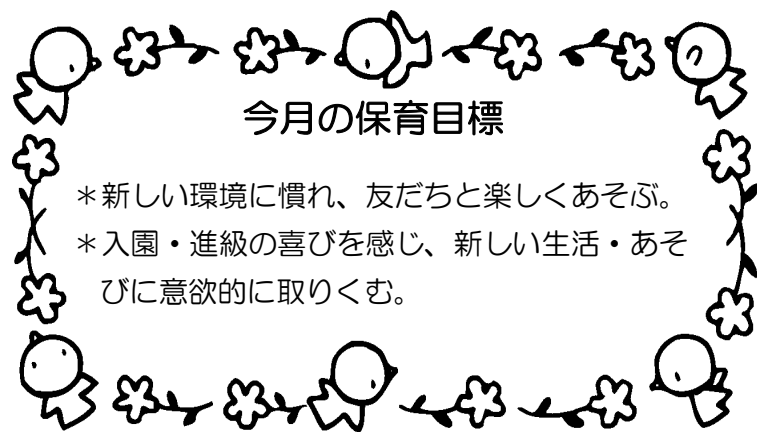 今月の保育目標
＊新しい環境に慣れ、友だちと楽しくあそぶ。
＊入園・進級の喜びを感じ、新しい生活・あそ
びに意欲的に取りくむ。